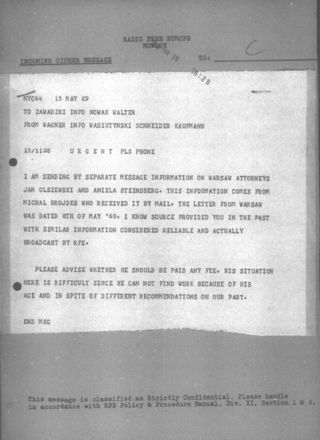 RADIO FREE EUROPE
MUNICH
TO: C
INCOMING CIPHER MESSAGE
18:28
NYC44 15 MAY 69
TO ZAWADZKI INFO NOWAK WALTER
FROM WAGNER INFO WASIUTYNSKI SCHNEIDER KAUFMANN
U R G E N T PLS PHONE
I AM SENDING BY SEPARATE MESSAGE INFORMATION ON WARSAW ATTORNEYS
JAN OLSZEWSKI AND ANIELA STEINSBERG. THIS INFORMATION COMES FROM
MICHAL BROJDES WHO RECEIVED IT BY MAIL. THE LETTER FROM WARSAW
WAS DATED 8TH OF MAY '69. I KNOW SOURCE PROVIDED YOU IN THE PAST
WITH SIMILAR INFORMATION CONSIDERED RELIABLE AND ACTUALLY
BROADCAST BY RFE.
PLEASE ADVISE WHETHER HE SHOULD BE PAID ANY FEE. HIS SITUATION
HERE IS DIFFICULT SINCE HE CAN NOT FIND WORK BECAUSE OF HIS
AGE AND IN SPITE OF DIFFERENT RECOMMENDATIONS ON OUR PART.
END MSG
This message is classified as Strictly Confidential. Please handle
in accordance with RFE Policy & Procedure Manual, Div. XI, Section 1 & 2.